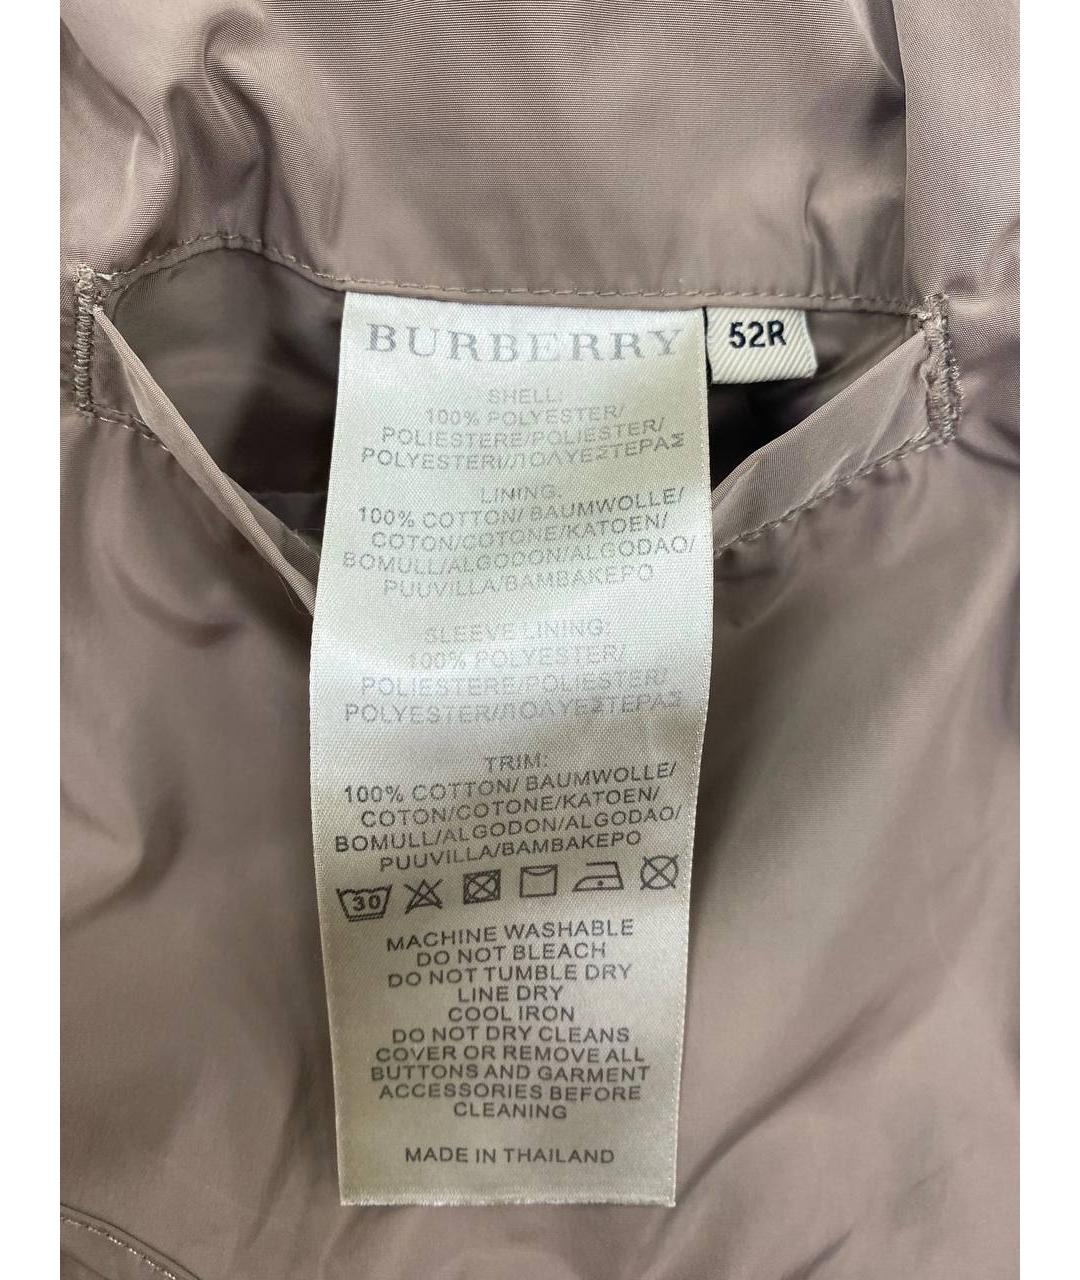 BURBERRY
52R
SHELL:
100% POLYESTER/
POLIESTERE/POLIESTER/
POLYESTERI/ΠΟΛΥΕΣΤΕΡΑΣ
LINING:
100% COTTON/ BAUMWOLLE/
COTON/COTONE/KATOEN/
BOMULL/ALGODON/ALGODAO/
PUUVILLA/BAMBAKEPO
SLEEVE LINING:
100% POLYESTER/
POLIESTERE/POLIESTER/
POLYESTER/ΠΟΛΥΕΣΤΕΡΑΣ
TRIM:
100% COTTON/ BAUMWOLLE/
COTON/COTONE/KATOEN/
BOMULL/ALGODON/ALGODAO/
PUUVILLA/BAMBAKEPO
30
MACHINE WASHABLE
DO NOT BLEACH
DO NOT TUMBLE DRY
LINE DRY
COOL IRON
DO NOT DRY CLEANS
COVER OR REMOVE ALL
BUTTONS AND GARMENT
ACCESSORIES BEFORE
CLEANING
MADE IN THAILAND